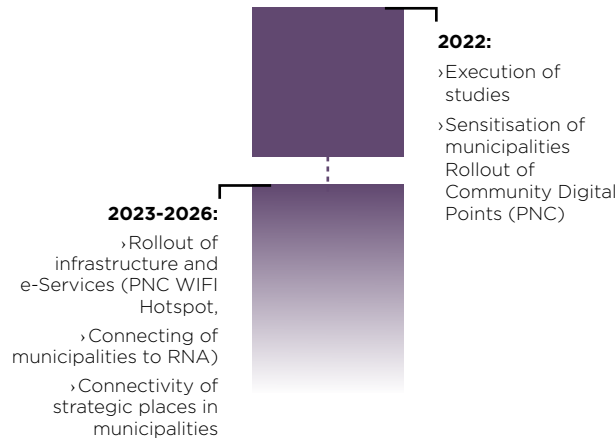 2022:
›Execution of
studies
›Sensitisation of
municipalities
Rollout of
Community Digital
Points (PNC)
2023-2026:
›Rollout of
infrastructure and
e-Services (PNC WIFI
Hotspot,
›Connecting of
municipalities to RNA)
›Connectivity of
strategic places in
municipalities